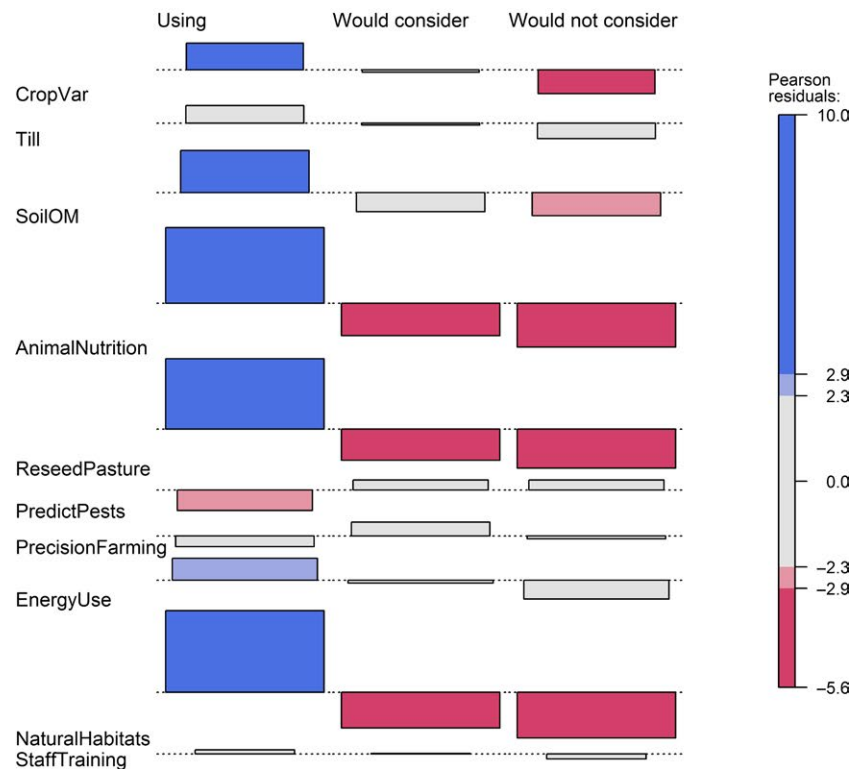 Using Would consider Would not consider
CropVar
Till
SoilOM
AnimalNutrition
ReseedPasture
PredictPests
PrecisionFarming
EnergyUse
NaturalHabitats
StaffTraining
Pearson
residuals:
10.0
2.9
2.3
0.0
−2.3
−2.9
−5.6